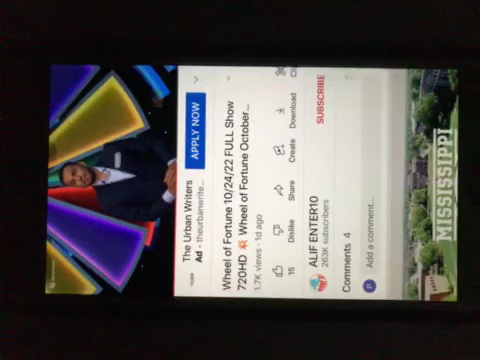 The Urban Writers
Ad · theurbanwrite...
APPLY NOW
Wheel of Fortune 10/24/22 FULL Show
720HD 💥 Wheel of Fortune October...
1.7K views · 1d ago
15
Dislike
Share
Create
Download
ALIF ENTER10
263K subscribers
SUBSCRIBE
Comments 4
P
Add a comment...
MISSISSIPPI